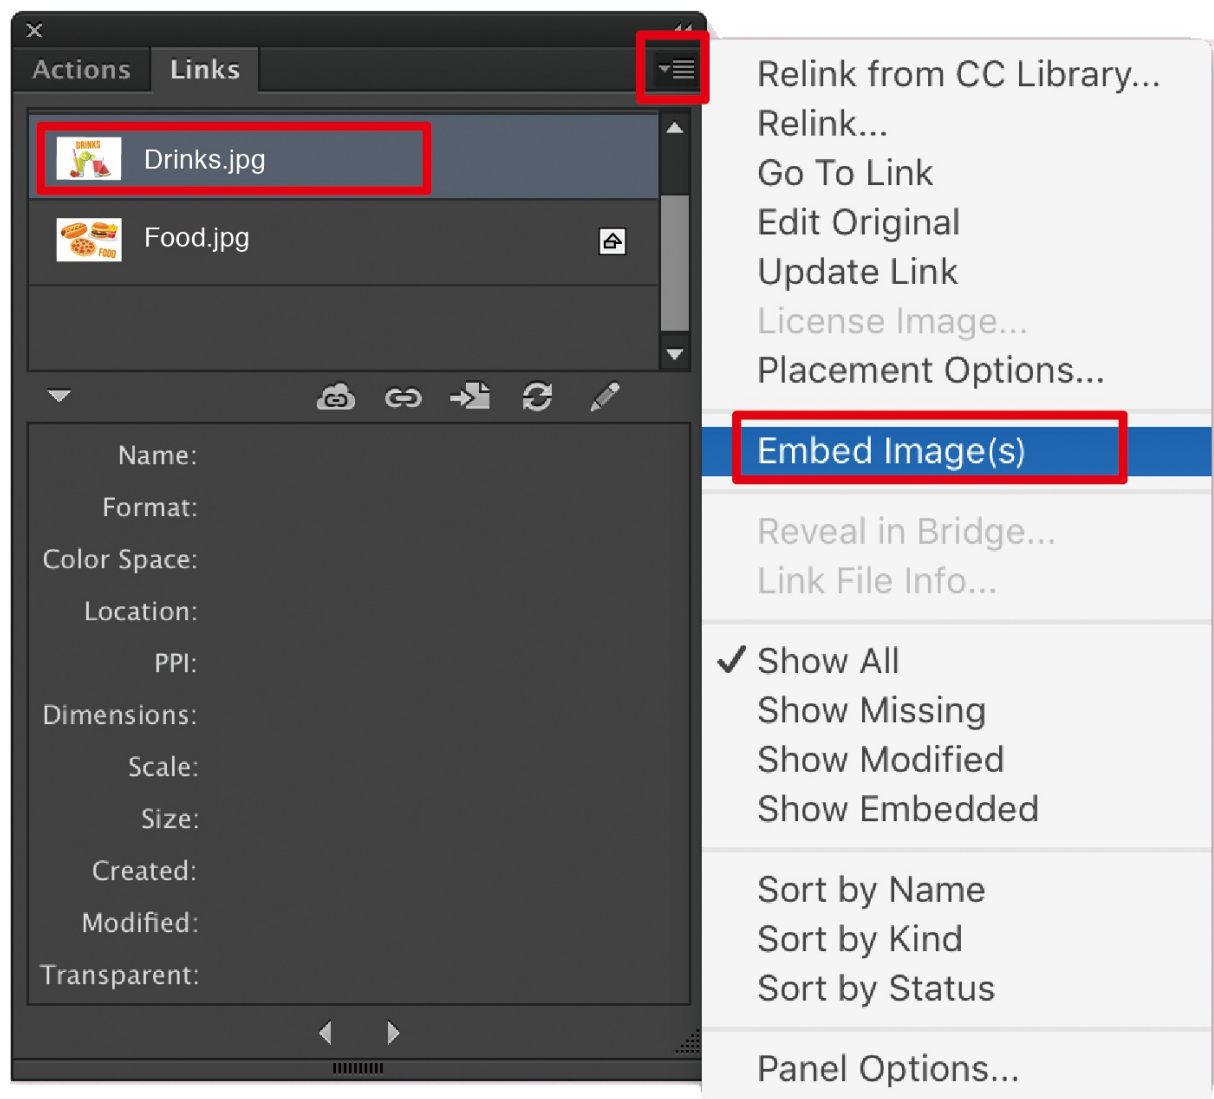 Actions
Links
DRINKS
Drinks.jpg
FOOD
Food.jpg
Name:
Format:
Color Space:
Location:
PPI:
Dimensions:
Scale:
Size:
Created:
Modified:
Transparent:
Relink from CC Library...
Relink...
Go To Link
Edit Original
Update Link
License Image...
Placement Options...
Embed Image(s)
Reveal in Bridge...
Link File Info...
Show All
Show Missing
Show Modified
Show Embedded
Sort by Name
Sort by Kind
Sort by Status
Panel Options...